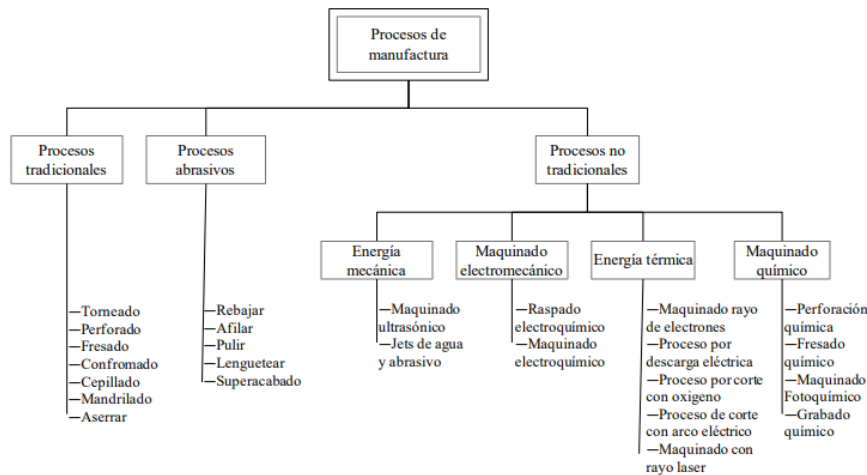 Procesos de
manufactura
Procesos
tradicionales
Procesos
abrasivos
Procesos no
tradicionales
Energía
mecánica
Maquinado
electromecánico
Energía térmica
Maquinado
químico
—Torneado
—Perforado
—Fresado
—Confromado
—Cepillado
—Mandrilado
—Aserrar
—Rebajar
—Afilar
—Pulir
—Lenguetear
—Superacabado
—Maquinado
ultrasónico
—Jets de agua
y abrasivo
—Raspado
electroquímico
—Maquinado
electroquímico
—Maquinado rayo
de electrones
—Proceso por
descarga eléctrica
—Proceso por corte
con oxigeno
—Proceso de corte
con arco eléctrico
—Maquinado con
rayo laser
—Perforación
química
—Fresado
químico
—Maquinado
Fotoquímico
—Grabado
químico